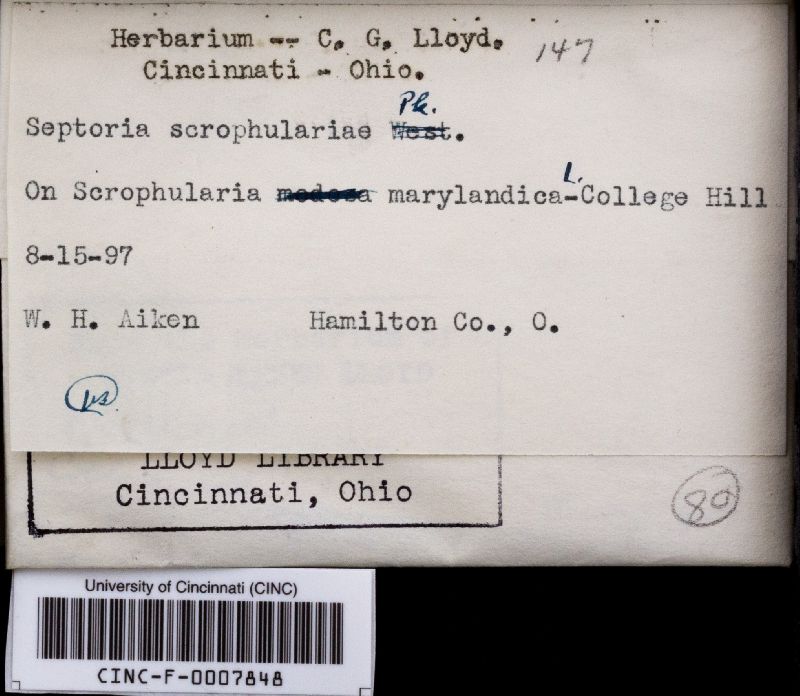 Herbarium -- C. G. Lloyd. 147
Cincinnati - Ohio.
Pk.
Septoria scrophulariae West.
L.
On Scrophularia marylandica-College Hill
8-15-97
W. H. Aiken Hamilton Co., O.
LLOYD LIBRARY
Cincinnati, Ohio
80
University of Cincinnati (CINC)
CINC-F-0007848